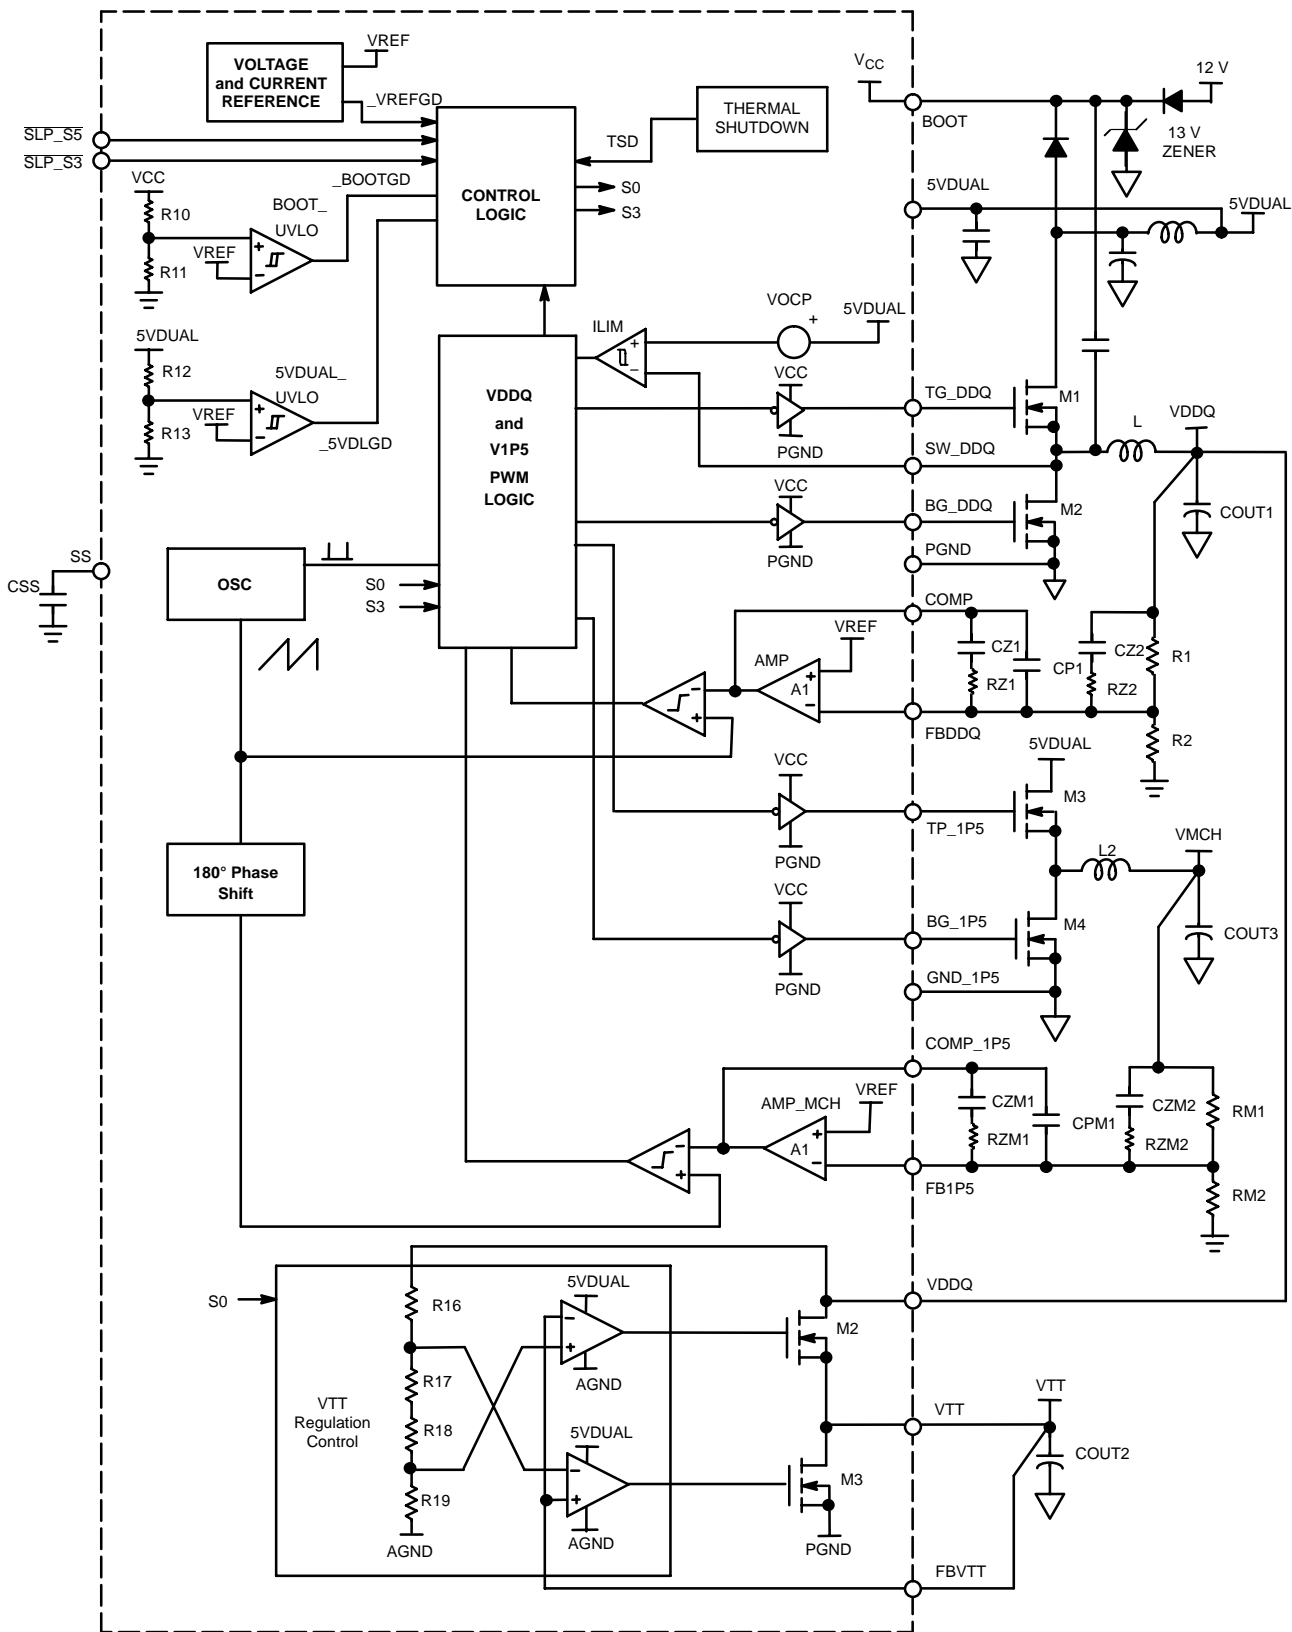 VREF
VOLTAGE
and CURRENT
REFERENCE
_VREFGD
THERMAL
SHUTDOWN
TSD
VCC
12 V
BOOT
13 V
ZENER
SLP_S5
SLP_S3
VCC
_BOOTGD
R10
BOOT_
UVLO
VREF
+
−
R11
CONTROL
LOGIC
S0
S3
5VDUAL
5VDUAL
5VDUAL
R12
5VDUAL_
UVLO
VREF
+
−
R13
_5VDLGD
VDDQ
and
V1P5
PWM
LOGIC
ILIM
+
−
VOCP
+
5VDUAL
VCC
TG_DDQ
M1
PGND
SW_DDQ
L
VDDQ
VCC
BG_DDQ
M2
PGND
PGND
COUT1
SS
CSS
OSC
S0
S3
COMP
VREF
AMP
A1
+
−
−
+
CZ1
RZ1
CP1
CZ2
RZ2
R1
FBDDQ
R2
5VDUAL
VCC
M3
TP_1P5
PGND
180° Phase
Shift
L2
VMCH
VCC
BG_1P5
M4
PGND
GND_1P5
COUT3
COMP_1P5
VREF
AMP_MCH
A1
+
−
−
+
CZM1
RZM1
CPM1
CZM2
RZM2
RM1
FB1P5
RM2
S0
R16
5VDUAL
−
+
AGND
VDDQ
M2
R17
VTT
Regulation
Control
R18
5VDUAL
−
+
AGND
R19
AGND
M3
PGND
VTT
VTT
COUT2
FBVTT